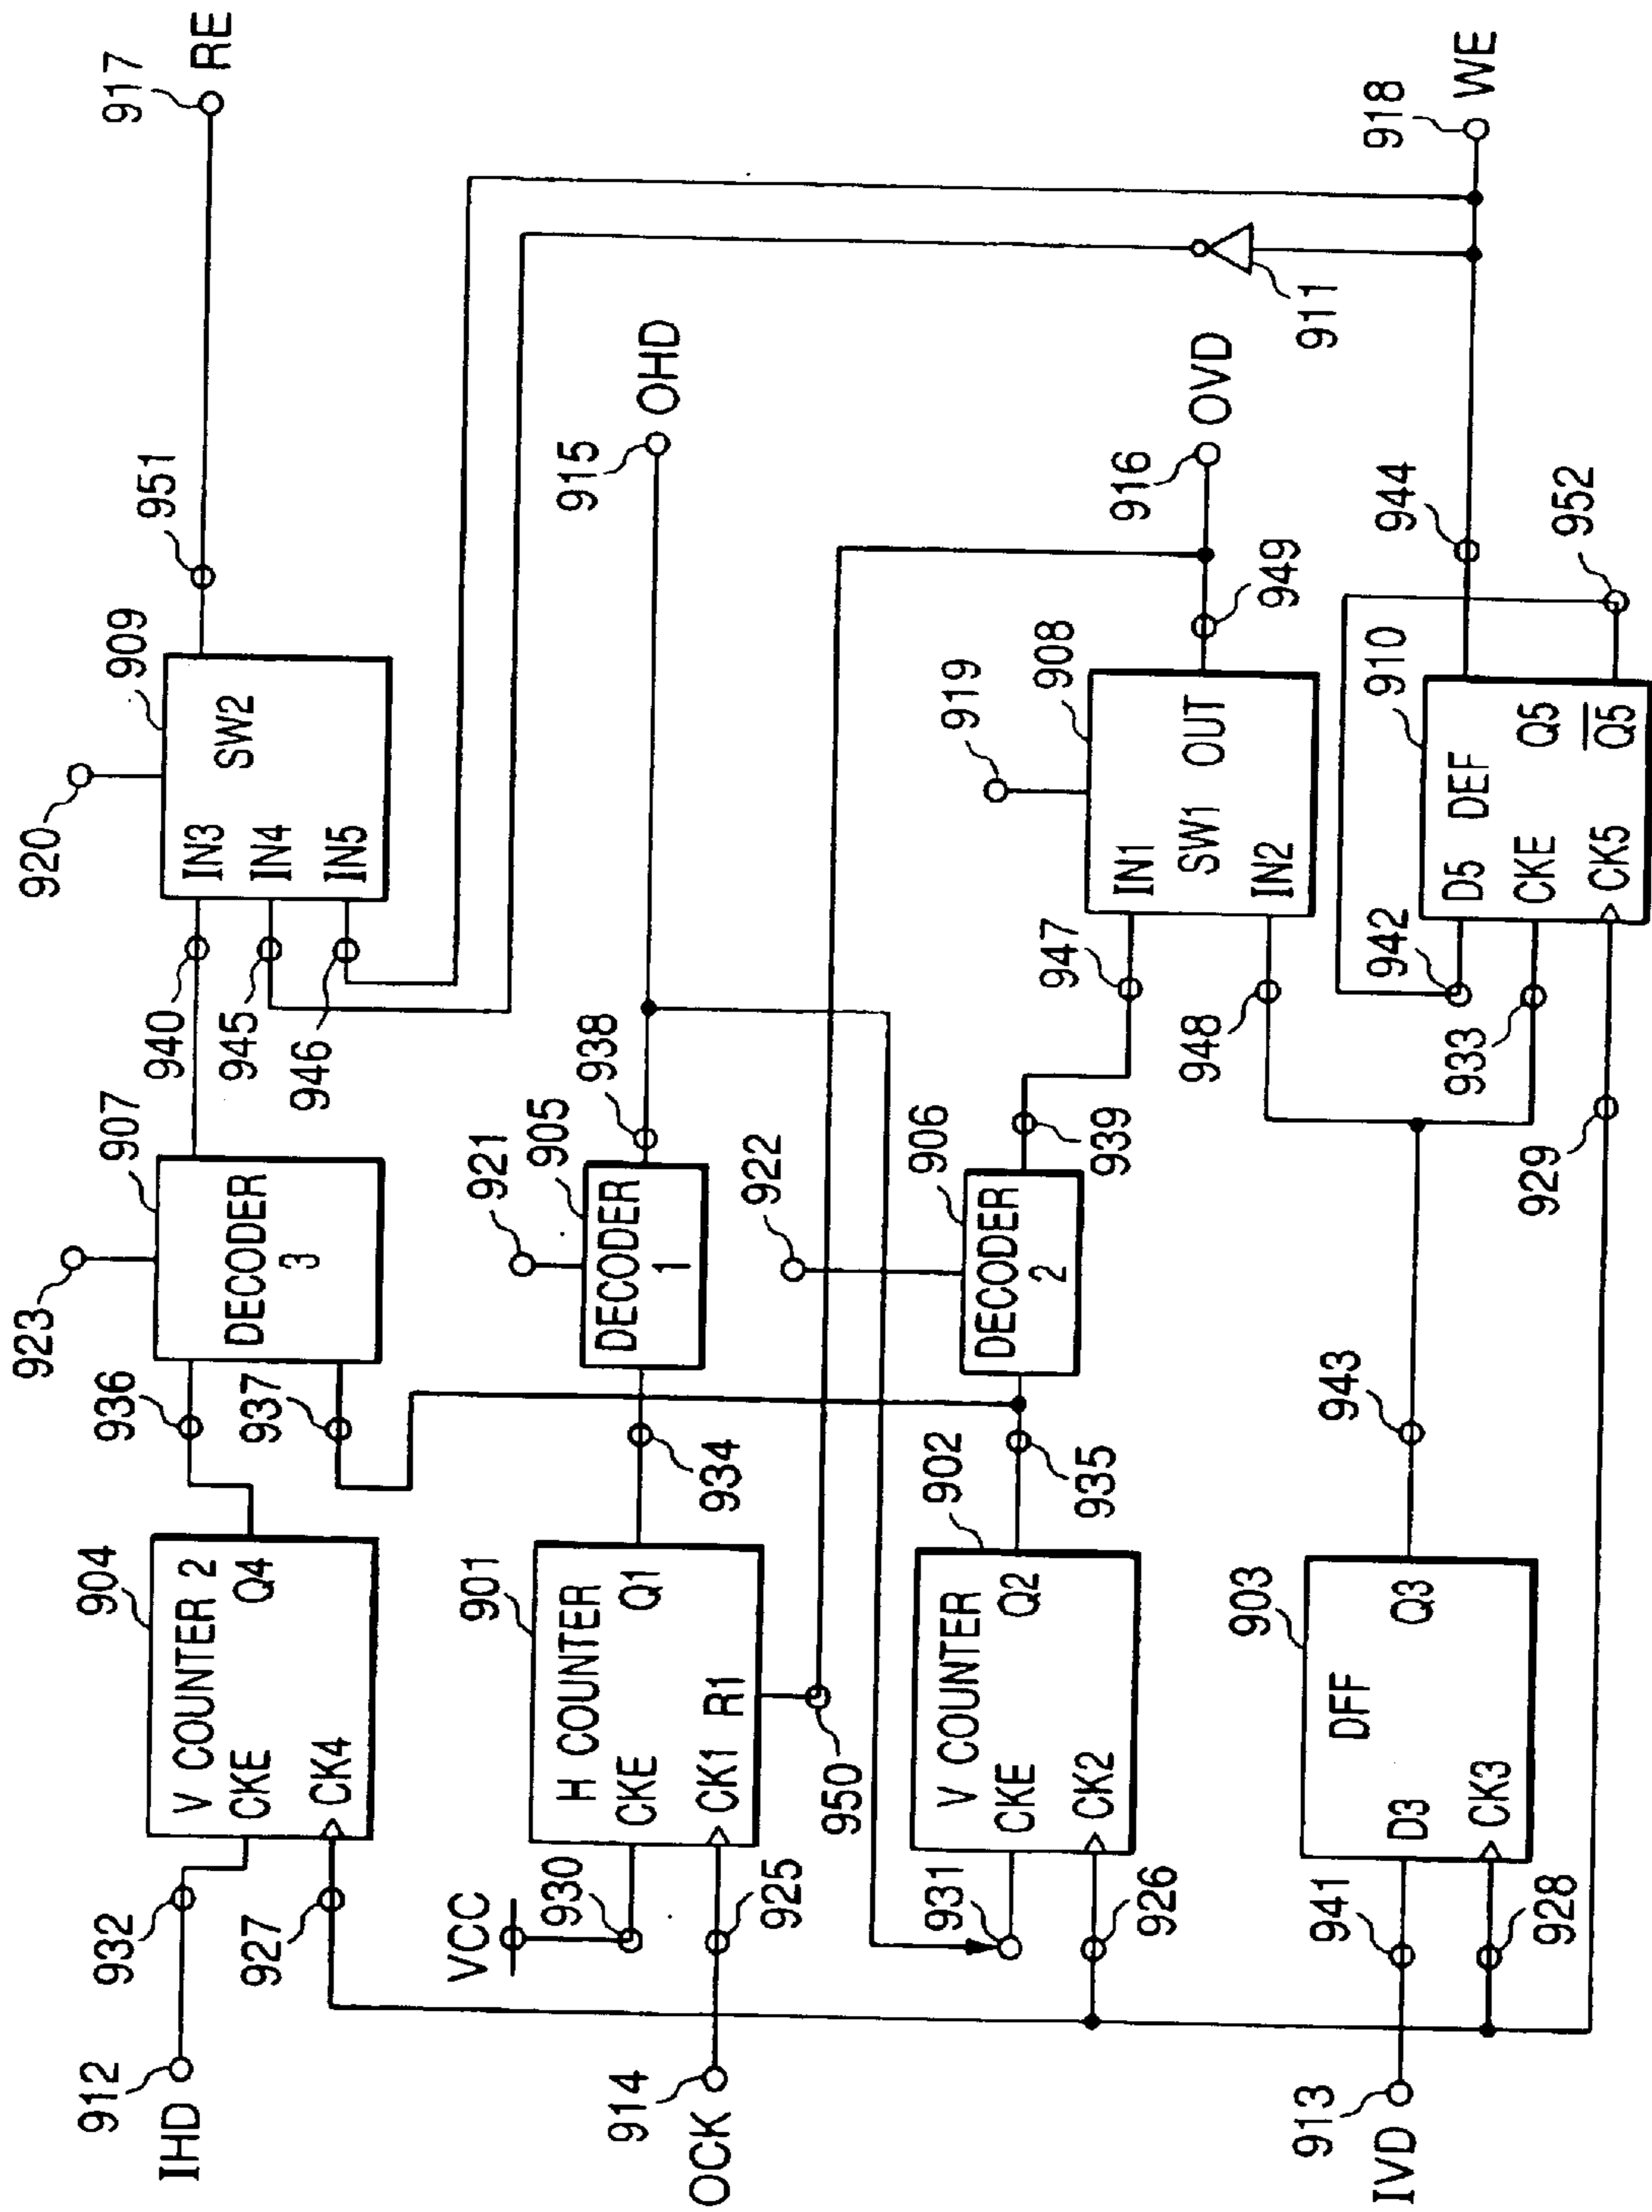 912
IHD
932
927
904
V COUNTER 2
CKE
Q4
CK4
936
937
923
907
DECODER
3
940
945
946
920
909
IN3
SW2
IN4
IN5
951
917
RE
VCC
930
914
OCK
925
901
H COUNTER
CKE
Q1
CK1
R1
950
934
921
905
DECODER
1
938
915
OHD
931
926
902
V COUNTER
CKE
Q2
CK2
935
922
906
DECODER
2
939
947
948
919
908
IN1
SW1
OUT
IN2
949
916
OVD
911
913
IVD
941
928
903
DFF
D3
Q3
CK3
943
942
933
929
910
D5
DEF
CKE
Q5
CK5
Q5
944
952
918
WE